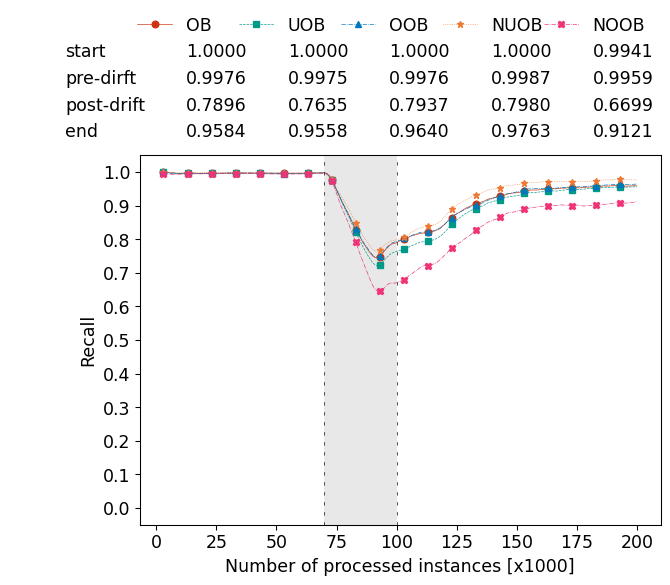 OB UOB OOB NUOB NOOB
start 1.0000 1.0000 1.0000 1.0000 0.9941
pre-dirft 0.9976 0.9975 0.9976 0.9987 0.9959
post-drift 0.7896 0.7635 0.7937 0.7980 0.6699
end 0.9584 0.9558 0.9640 0.9763 0.9121
1.0
0.9
0.8
0.7
0.6
0.5
0.4
0.3
0.2
0.1
0.0
Recall
0 25 50 75 100 125 150 175 200
Number of processed instances [x1000]